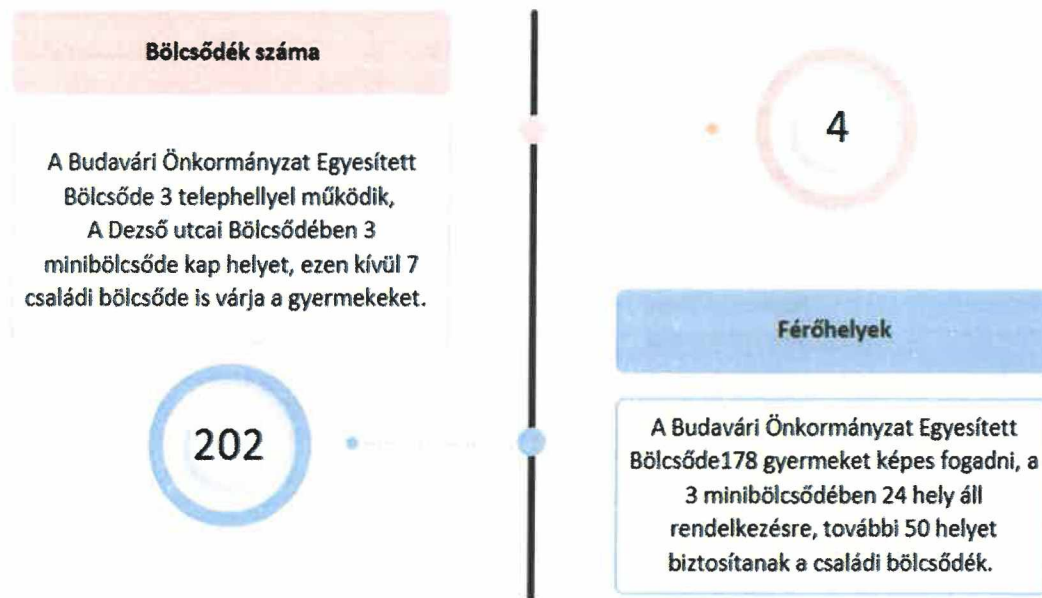 Bölcsődék száma
4
A Budavári Önkormányzat Egyesített
Bölcsőde 3 telephellyel működik,
A Dezső utcai Bölcsődében 3
minibölcsőde kap helyet, ezen kívül 7
családi bölcsőde is várja a gyermekeket.
Férőhelyek
202
A Budavári Önkormányzat Egyesített
Bölcsőde178 gyermeket képes fogadni, a
3 minibölcsődében 24 hely áll
rendelkezésre, további 50 helyet
biztosítanak a családi bölcsődék.